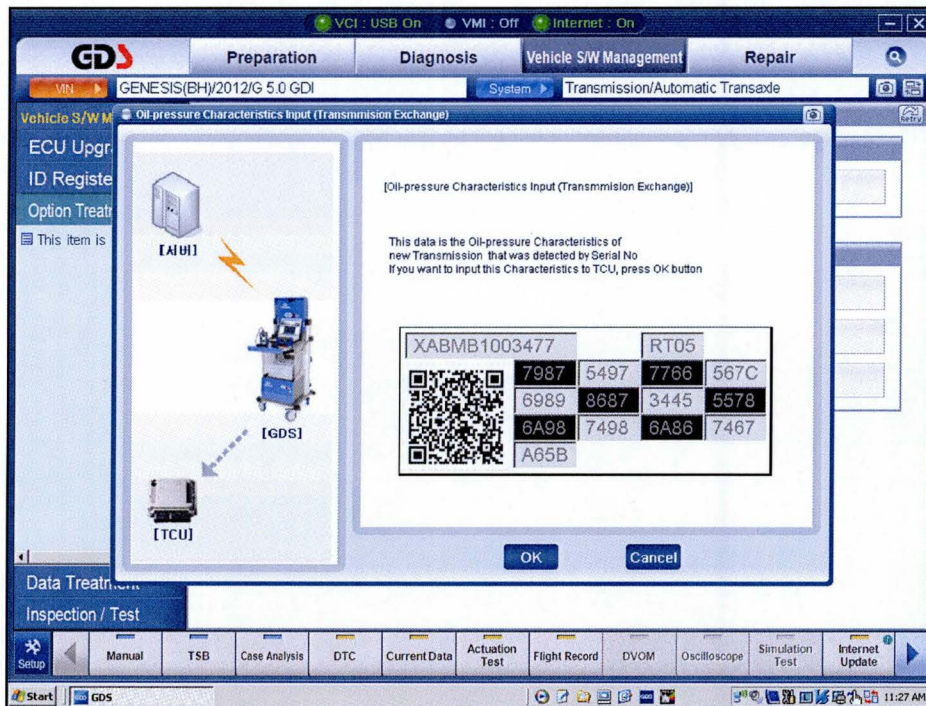 VCI : USB On VMI : Off Internet : On
GDS Preparation Diagnosis Vehicle S/W Management Repair
VIN GENESIS(BH)/2012/G 5.0 GDI System Transmission/Automatic Transaxle
Vehicle S/W M
Oil-pressure Characteristics Input (Transmmision Exchange)
Retry
ECU Upgr
ID Registe
Option Treatr
This item is
[서버]
[GDS]
[TCU]
[Oil-pressure Characteristics Input (Transmmision Exchange)]
This data is the Oil-pressure Characteristics of
new Transmission that was detected by Serial No
If you want to input this Characteristics to TCU, press OK button
XABMB1003477 RT05
7987 5497 7766 567C
6989 8687 3445 5578
6A98 7498 6A86 7467
A65B
OK Cancel
Data Treatment
Inspection / Test
Setup Manual TSB Case Analysis DTC Current Data Actuation Test Flight Record DVOM Oscilloscope Simulation Test Internet Update
Start GDS 11:27 AM